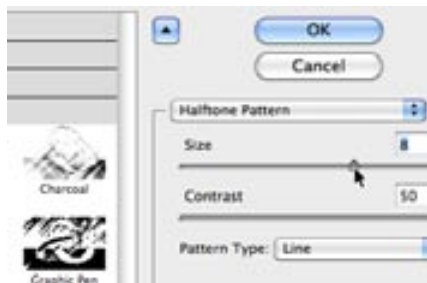 OK
Cancel
Halftone Pattern
Size 8
Contrast 50
Pattern Type: Line
Charcoal
Graphic Pen